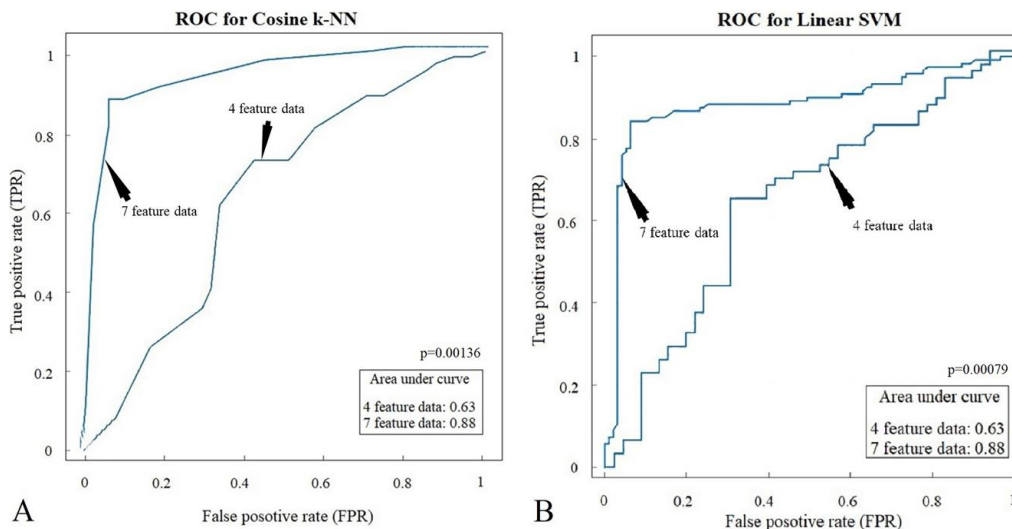 ROC for Cosine k-NN
True positive rate (TPR)
1
0.8
0.6
0.4
0.2
0
4 feature data
7 feature data
p=0.00136
Area under curve
4 feature data: 0.63
7 feature data: 0.88
0 0.2 0.4 0.6 0.8 1
False posotive rate (FPR)
A
ROC for Linear SVM
True positive rate (TPR)
1
0.8
0.6
0.4
0.2
0
7 feature data
4 feature data
p=0.00079
Area under curve
4 feature data: 0.63
7 feature data: 0.88
0 0.2 0.4 0.6 0.8 1
False posotive rate (FPR)
B